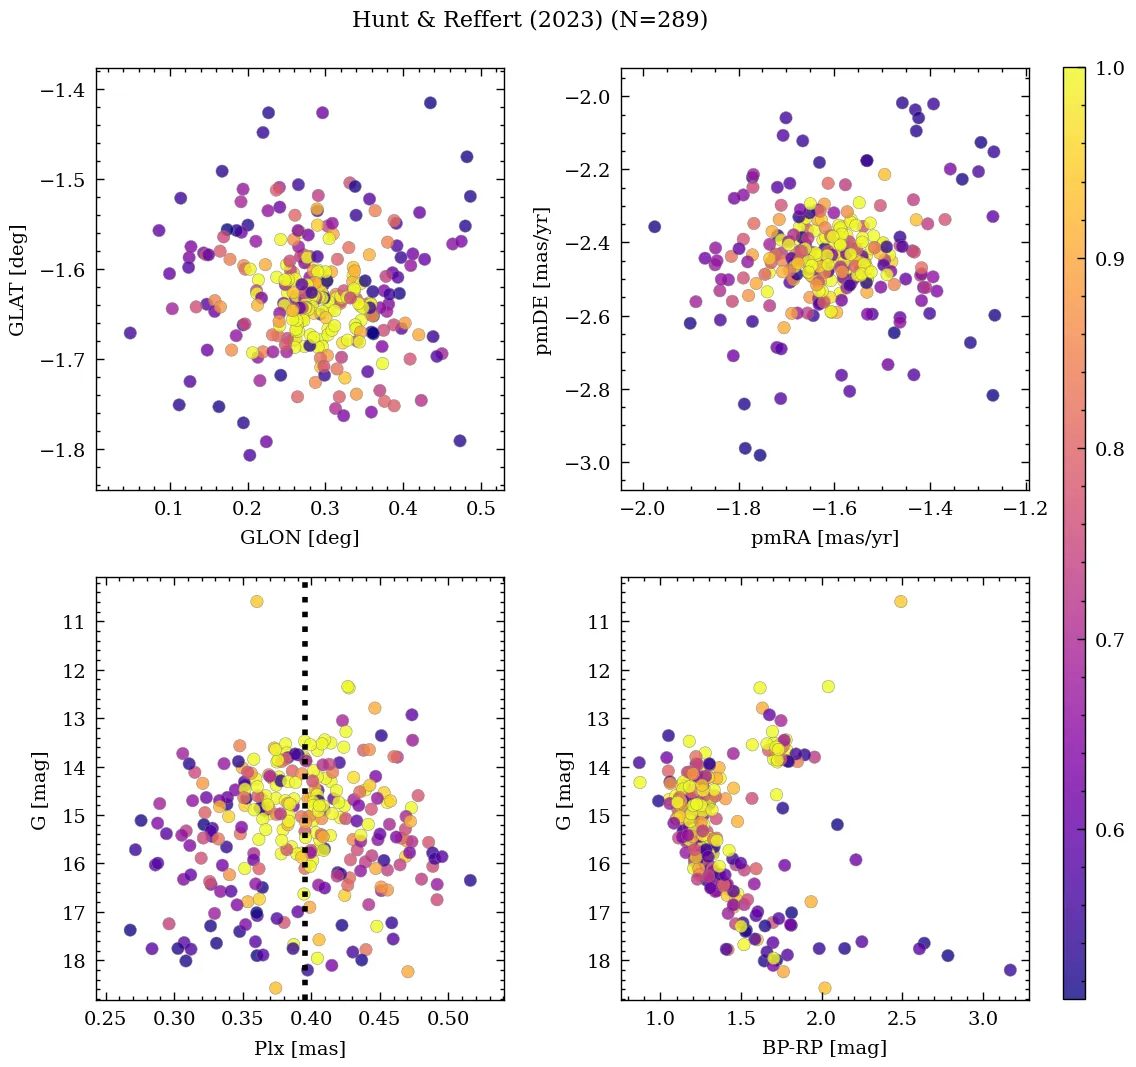 Hunt & Reffert (2023) (N=289)
−1.4
−1.5
−1.6
−1.7
−1.8
GLAT [deg]
0.1 0.2 0.3 0.4 0.5
GLON [deg]
−2.0
−2.2
−2.4
−2.6
−2.8
−3.0
pmDE [mas/yr]
−2.0 −1.8 −1.6 −1.4 −1.2
pmRA [mas/yr]
11
12
13
14
15
16
17
18
G [mag]
0.25 0.30 0.35 0.40 0.45 0.50
Plx [mas]
11
12
13
14
15
16
17
18
G [mag]
1.0 1.5 2.0 2.5 3.0
BP-RP [mag]
1.0
0.9
0.8
0.7
0.6